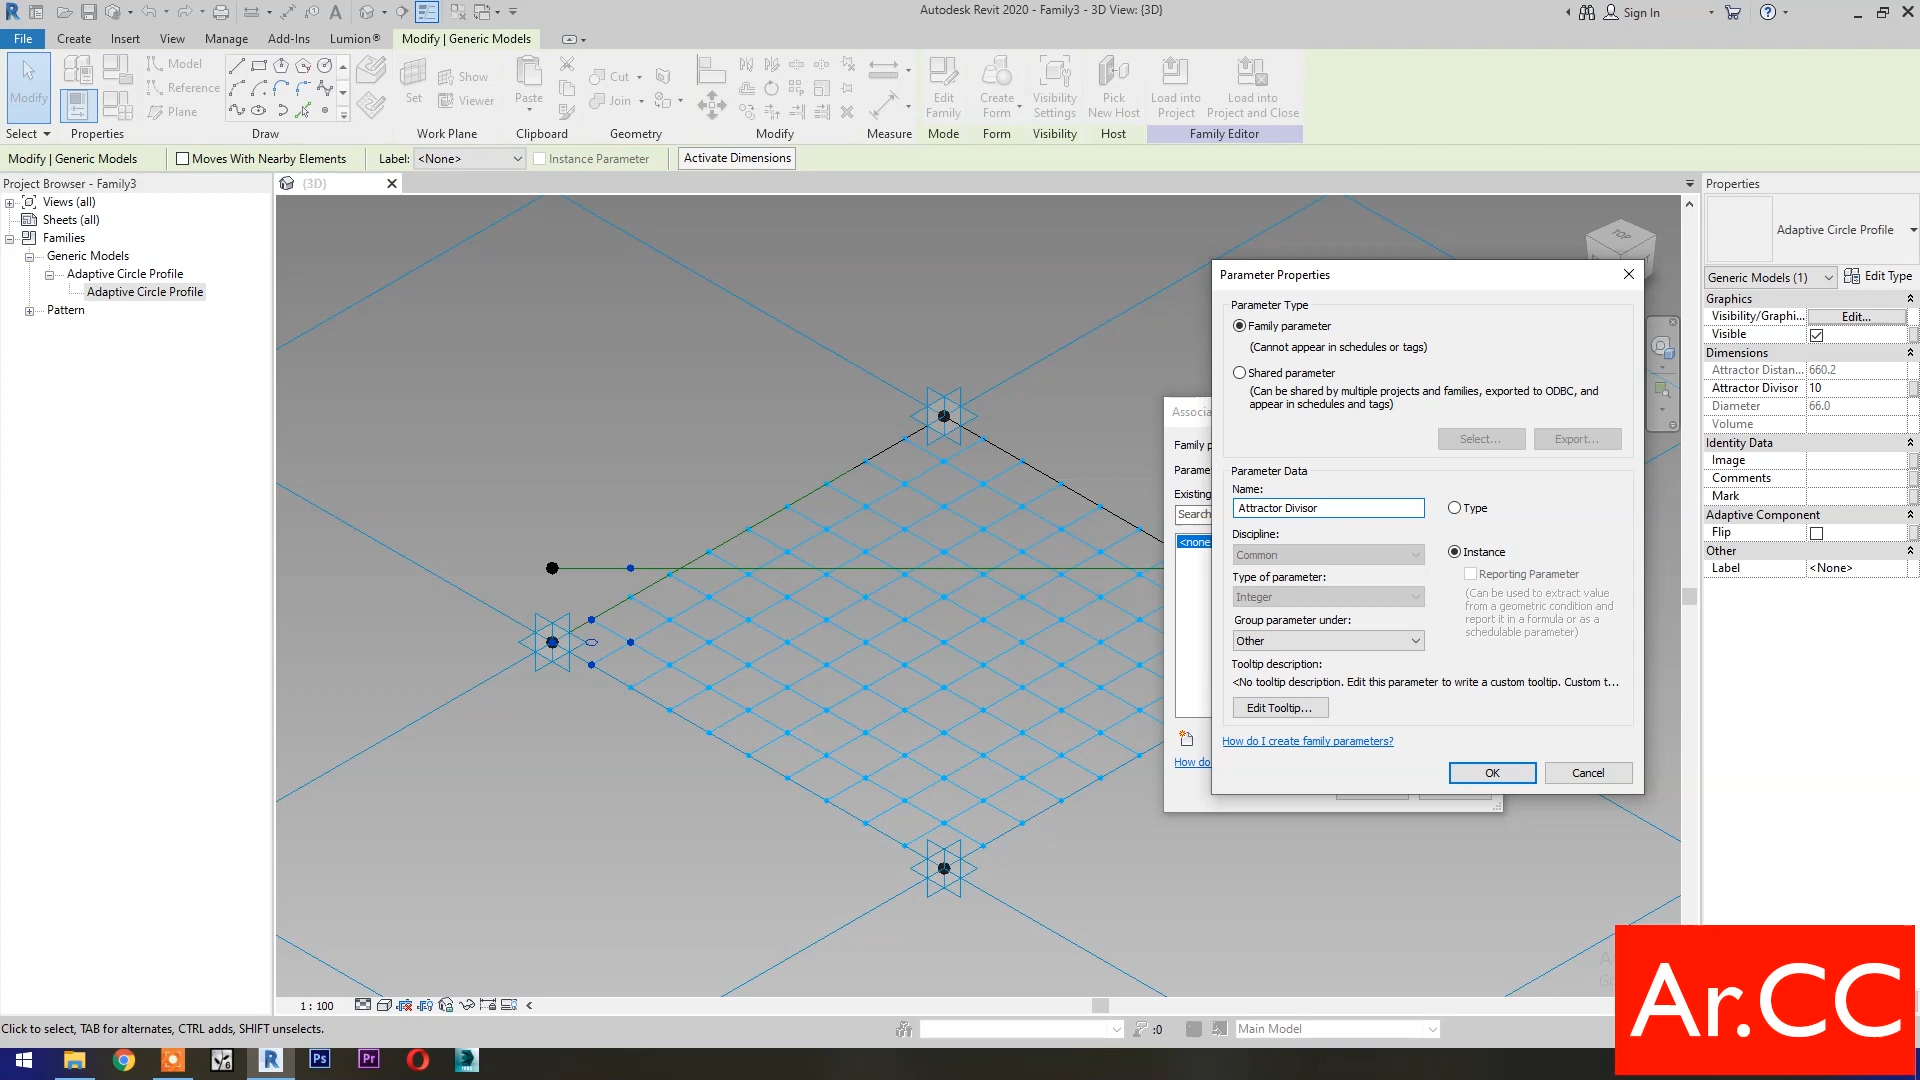 Autodesk Revit 2020 - Family3 - 3D View: {3D}
Sign In
File
Create
Insert
View
Manage
Add-Ins
Lumion®
Modify | Generic Models
Modify
Model
Reference
Plane
Set
Show
Viewer
Paste
Cut
Join
Edit Family
Create Form
Visibility Settings
Pick New Host
Load into Project
Load into Project and Close
Select
Properties
Draw
Work Plane
Clipboard
Geometry
Modify
Measure
Mode
Form
Visibility
Host
Family Editor
Modify | Generic Models
Moves With Nearby Elements
Label:
<None>
Instance Parameter
Activate Dimensions
Project Browser - Family3
Views (all)
Sheets (all)
Families
Generic Models
Adaptive Circle Profile
Adaptive Circle Profile
Pattern
{3D}
TOP
Associa
Family p
Parame
Existing
Search
<none
How do
Parameter Properties
Parameter Type
Family parameter
(Cannot appear in schedules or tags)
Shared parameter
(Can be shared by multiple projects and families, exported to ODBC, and
appear in schedules and tags)
Select...
Export...
Parameter Data
Name:
Attractor Divisor
Type
Discipline:
Common
Instance
Type of parameter:
Reporting Parameter
Integer
(Can be used to extract value
from a geometric condition and
report it in a formula or as a
schedulable parameter)
Group parameter under:
Other
Tooltip description:
<No tooltip description. Edit this parameter to write a custom tooltip. Custom t...
Edit Tooltip...
How do I create family parameters?
OK
Cancel
Properties
Adaptive Circle Profile
Generic Models (1)
Edit Type
Graphics
Visibility/Graphi...
Edit...
Visible
Dimensions
Attractor Distan... 660.2
Attractor Divisor 10
Diameter 66.0
Volume
Identity Data
Image
Comments
Mark
Adaptive Component
Flip
Other
Label <None>
1 : 100
Click to select, TAB for alternates, CTRL adds, SHIFT unselects.
:0
Main Model
Ar.CC
Ps
Pr